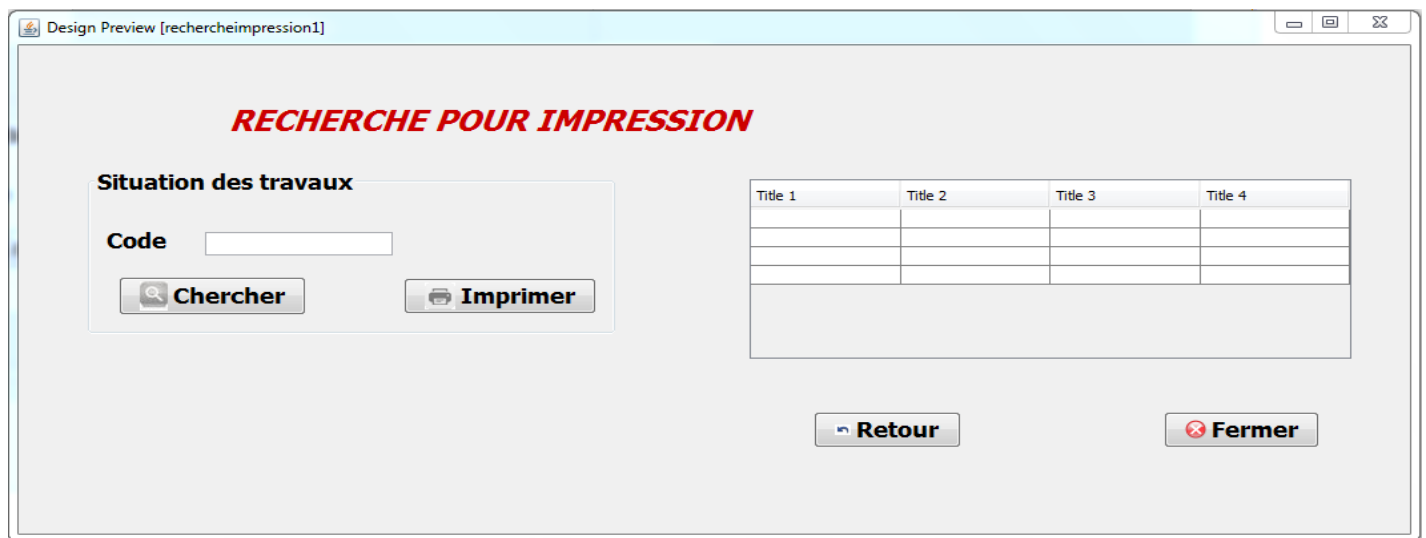 Design Preview [rechercheimpression1]
RECHERCHE POUR IMPRESSION
Situation des travaux
Code
Chercher
Imprimer
Title 1 Title 2 Title 3 Title 4
Retour
Fermer